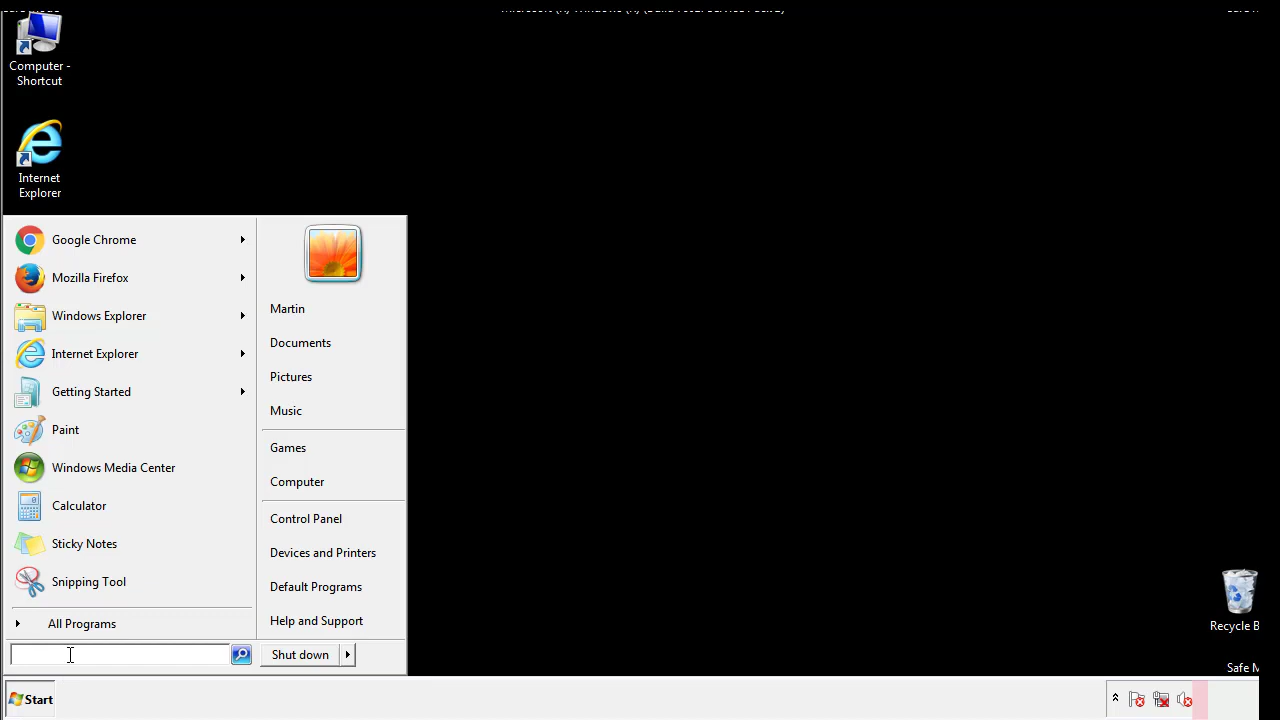 Computer -
Shortcut
Internet
Explorer
Google Chrome
Mozilla Firefox
Windows Explorer
Internet Explorer
Getting Started
Paint
Windows Media Center
Calculator
Sticky Notes
Snipping Tool
All Programs
Martin
Documents
Pictures
Music
Games
Computer
Control Panel
Devices and Printers
Default Programs
Help and Support
Shut down
Recycle B
Safe M
Start